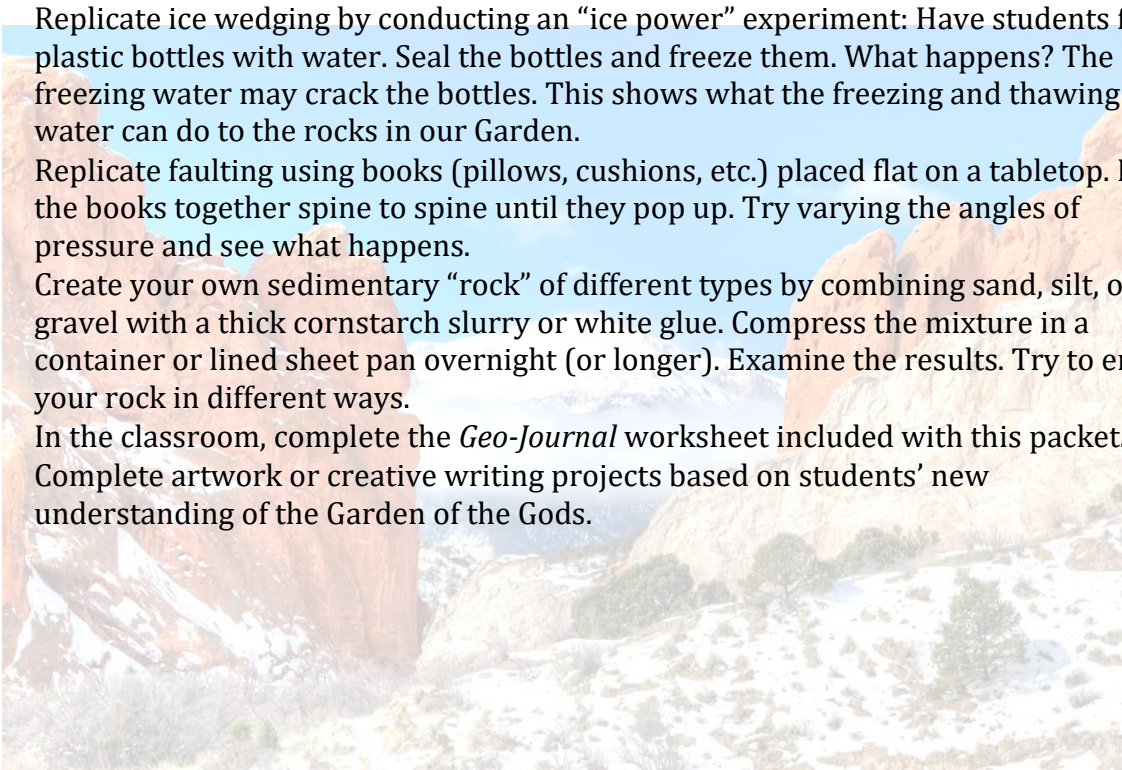 Replicate ice wedging by conducting an “ice power” experiment: Have students
plastic bottles with water. Seal the bottles and freeze them. What happens? The
freezing water may crack the bottles. This shows what the freezing and thawing
water can do to the rocks in our Garden.
Replicate faulting using books (pillows, cushions, etc.) placed flat on a tabletop.
the books together spine to spine until they pop up. Try varying the angles of
pressure and see what happens.
Create your own sedimentary “rock” of different types by combining sand, silt,
gravel with a thick cornstarch slurry or white glue. Compress the mixture in a
container or lined sheet pan overnight (or longer). Examine the results. Try to
your rock in different ways.
In the classroom, complete the Geo-Journal worksheet included with this packet.
Complete artwork or creative writing projects based on students’ new
understanding of the Garden of the Gods.